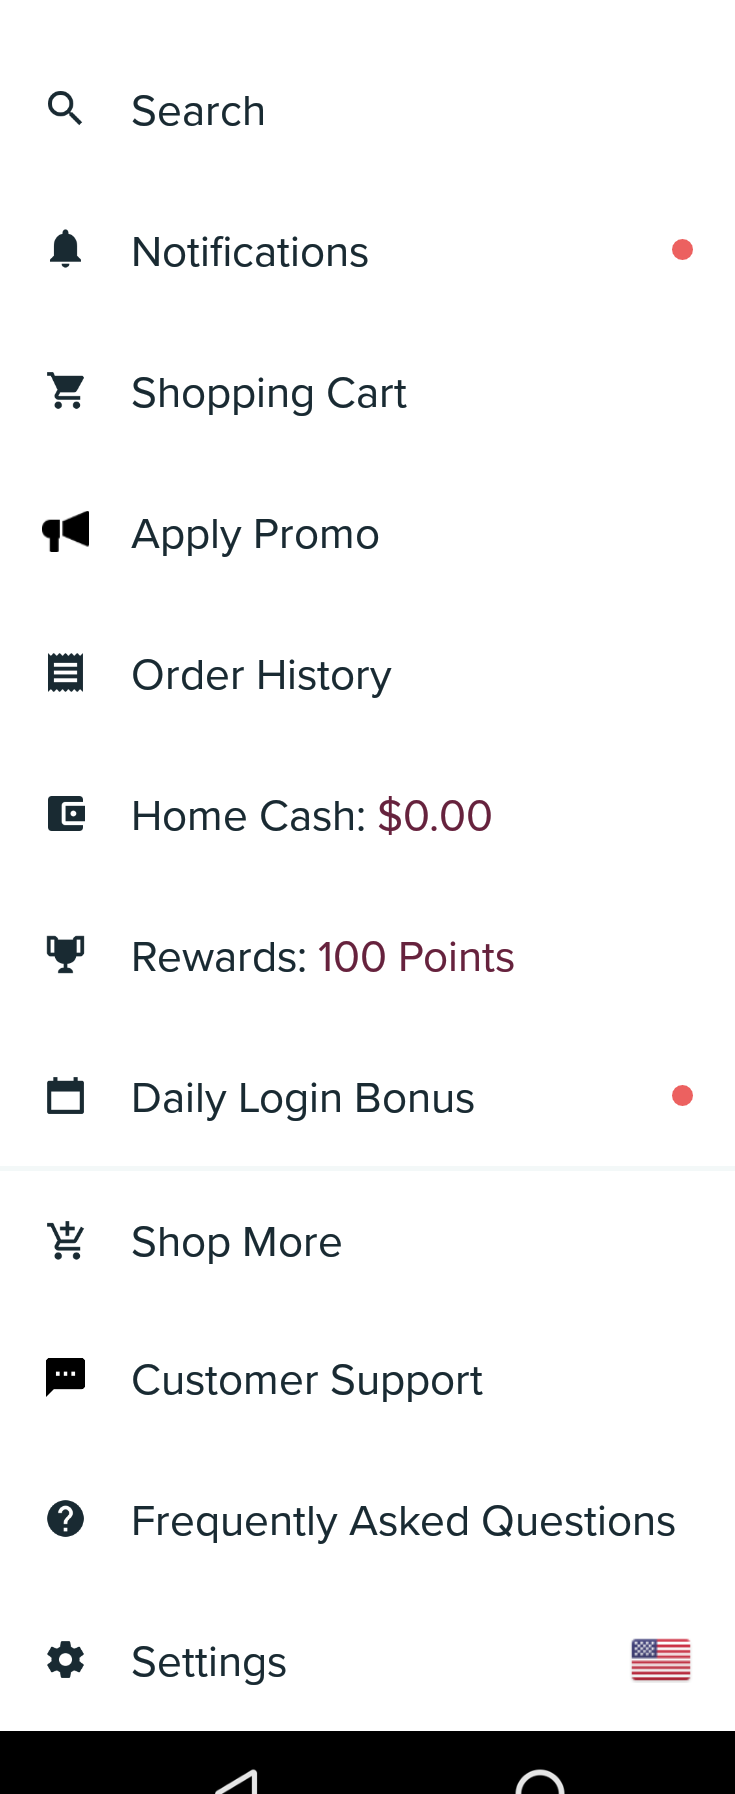 Search
Notifications
Shopping Cart
Apply Promo
Order History
Home Cash: $0.00
Rewards: 100 Points
Daily Login Bonus
Shop More
Customer Support
Frequently Asked Questions
Settings